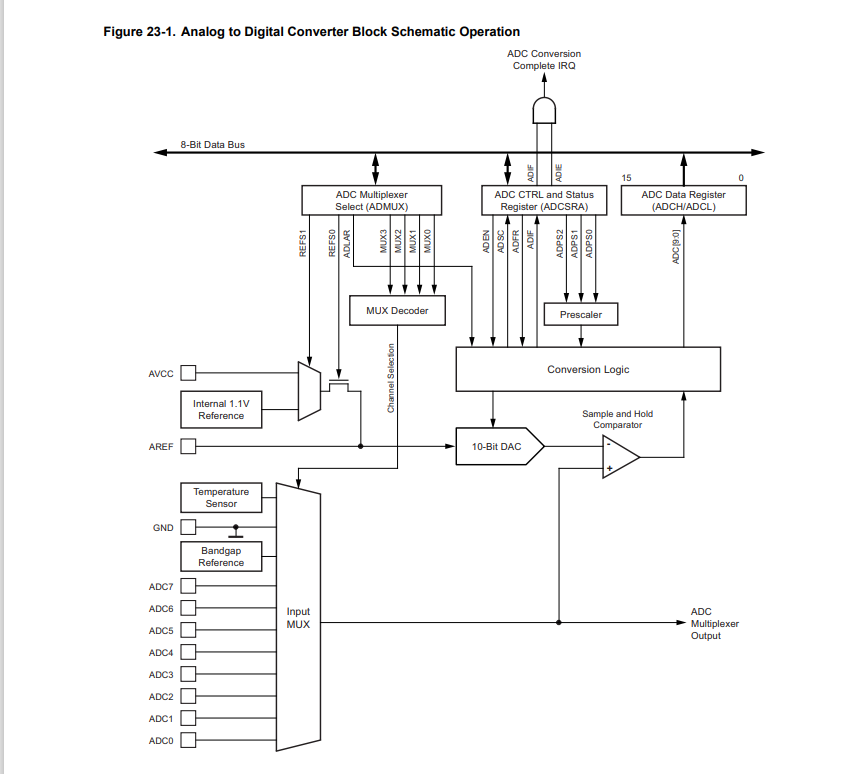 Figure 23-1. Analog to Digital Converter Block Schematic Operation
ADC Conversion
Complete IRQ
8-Bit Data Bus
ADIF
ADIE
15
0
ADC Multiplexer
Select (ADMUX)
ADC CTRL and Status
Register (ADCSRA)
ADC Data Register
(ADCH/ADCL)
REFS1
REFS0
ADLAR
MUX3
MUX2
MUX1
MUX0
ADEN
ADSC
ADFR
ADIF
ADPS2
ADPS1
ADPS0
ADC[9:0]
MUX Decoder
Prescaler
Channel Selection
Conversion Logic
AVCC
Internal 1.1V
Reference
Sample and Hold
Comparator
AREF
10-Bit DAC
-
+
Temperature
Sensor
GND
Bandgap
Reference
ADC7
ADC6
ADC5
ADC4
ADC3
ADC2
ADC1
ADC0
Input
MUX
ADC
Multiplexer
Output